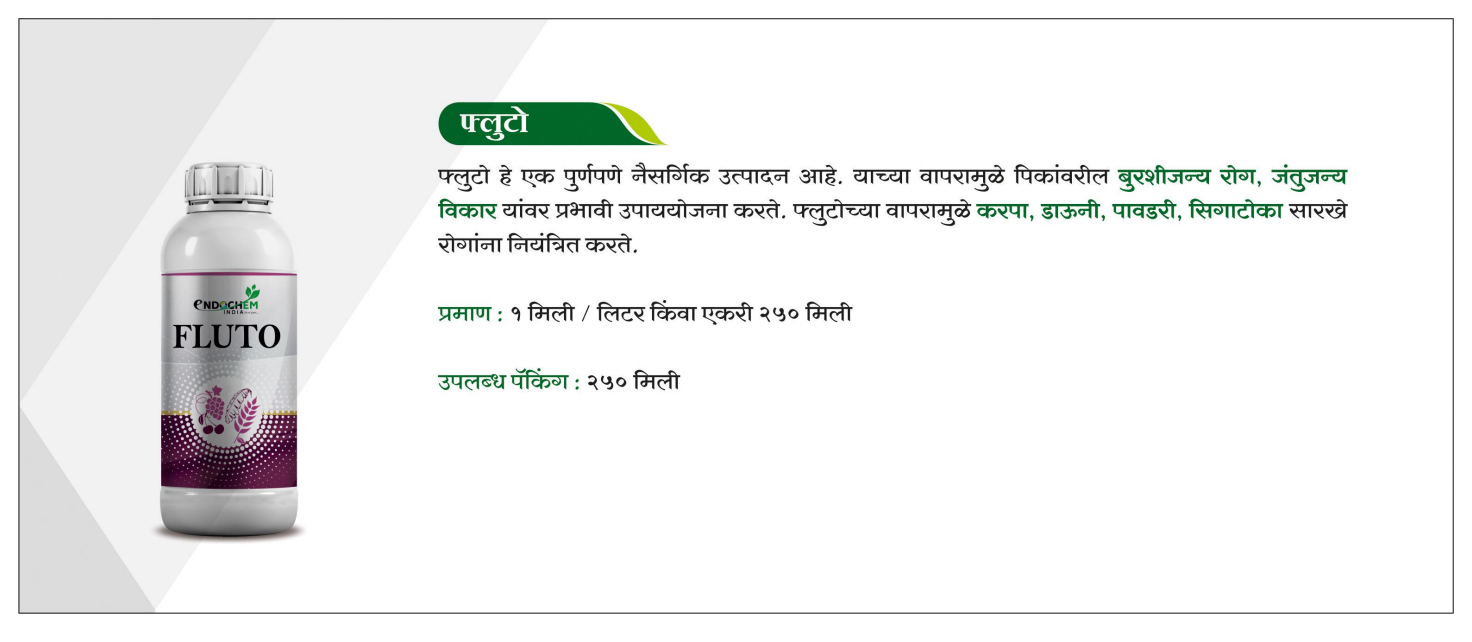 फ्लुटो
फ्लुटो हे एक पुर्णपणे नैसर्गिक उत्पादन आहे. याच्या वापरामुळे पिकांवरील बुरशीजन्य रोग, जंतुजन्य
विकार यांवर प्रभावी उपाययोजना करते. फ्लुटोच्या वापरामुळे करपा, डाऊनी, पावडरी, सिगाटोका सारखे
रोगांना नियंत्रित करते.
प्रमाण : १ मिली / लिटर किंवा एकरी २५० मिली
उपलब्ध पॅकिंग : २५० मिली
ENDOCHEM
INDIA
FLUTO